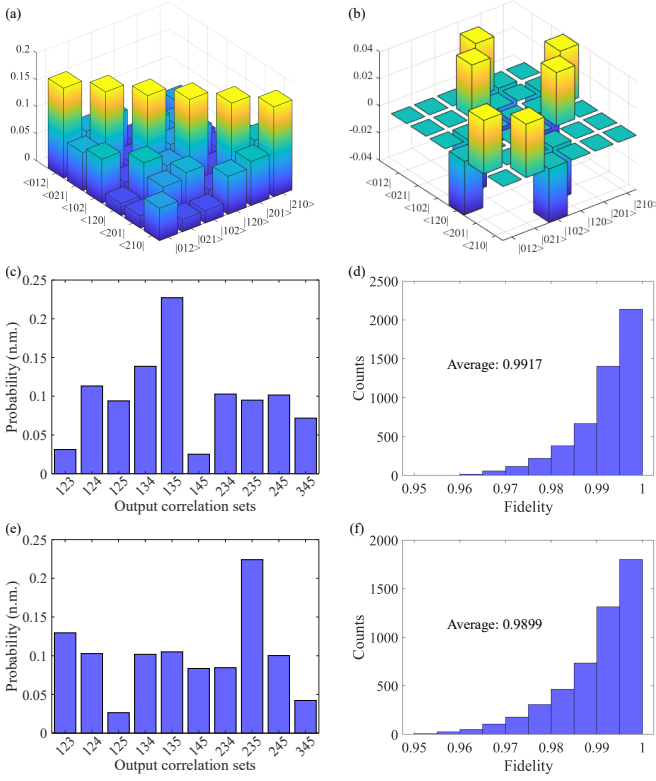 (a)
0.2
0.15
0.1
0.05
0
<012|
<021|
<102|
<120|
<201|
<210|
|012>
|021>
|102>
|120>
|201>
|210>
(b)
0.04
0.02
0
-0.02
-0.04
<012|
<021|
<102|
<120|
<201|
<210|
|012>
|021>
|102>
|120>
|201>
|210>
(c)
Probability (n.m.)
0.25
0.2
0.15
0.1
0.05
0
123 124 125 134 135 145 234 235 245 345
Output correlation sets
(d)
Counts
2500
2000
1500
1000
500
0
Average: 0.9917
0.95 0.96 0.97 0.98 0.99 1
Fidelity
(e)
Probability (n.m.)
0.25
0.2
0.15
0.1
0.05
0
123 124 125 134 135 145 234 235 245 345
Output correlation sets
(f)
Counts
2000
1500
1000
500
0
Average: 0.9899
0.95 0.96 0.97 0.98 0.99 1
Fidelity